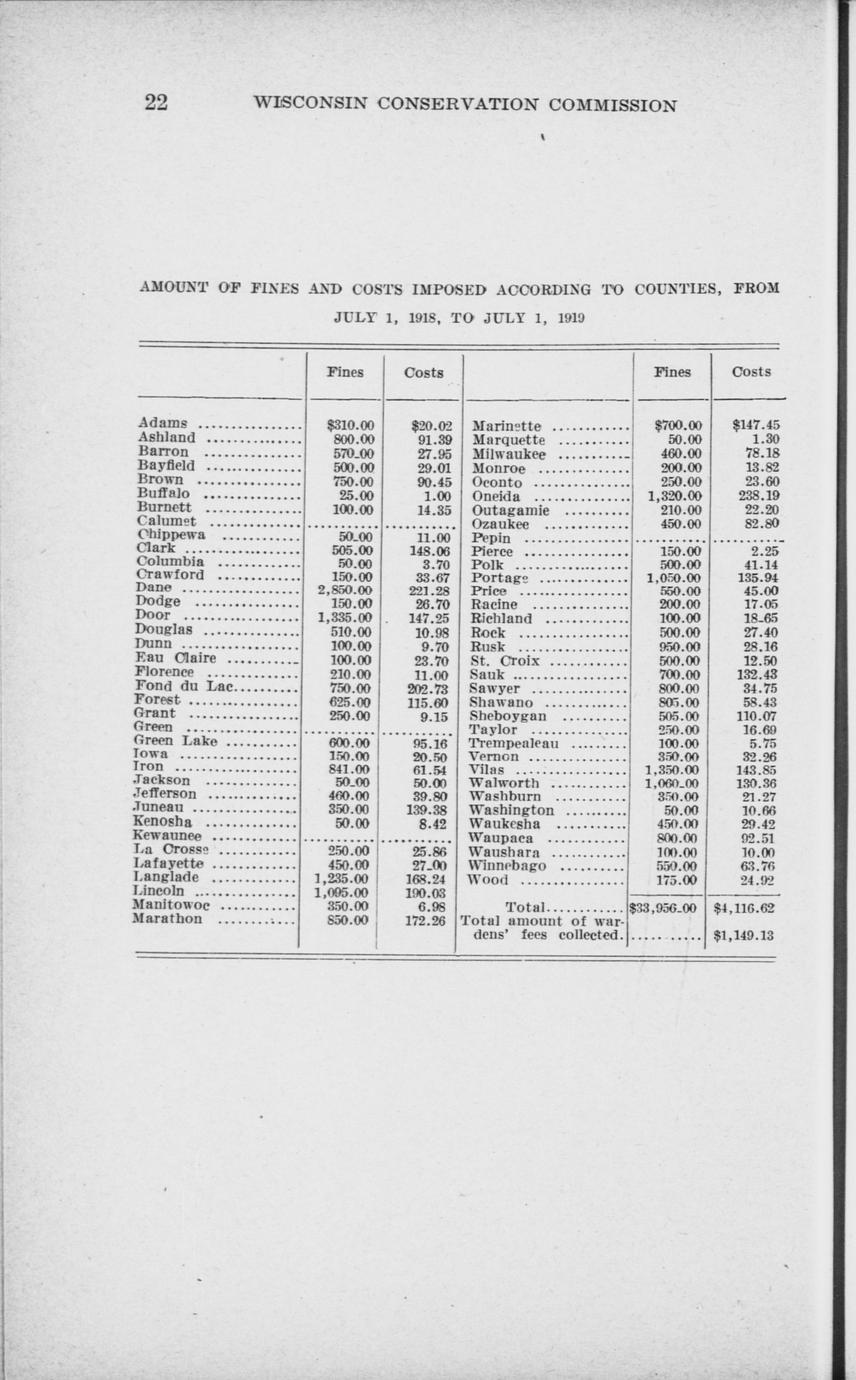 22 WISCONSIN CONSERVATION COMMISSION
AMOUNT OF FINES AND COSTS IMPOSED ACCORDING TO COUNTIES, FROM
JULY 1, 1918, TO JULY 1, 1919
Fines Costs Fines Costs
Adams ............... $310.00 $20.02 Marinette ............ $700.00 $147.45
Ashland .............. 800.00 91.39 Marquette ........... 50.00 1.30
Barron .............. 570.00 27.95 Milwaukee ........... 460.00 78.18
Bayfield .............. 500.00 29.01 Monroe .............. 200.00 13.82
Brown ............... 750.00 90.45 Oconto .............. 250.00 23.60
Buffalo .............. 25.00 1.00 Oneida .............. 1,320.00 238.19
Burnett .............. 100.00 14.35 Outagamie .......... 210.00 22.20
Calumet ............. .......... .......... Ozaukee ............ 450.00 82.80
Chippewa ........... 50.00 11.00 Pepin ............... .......... ..........
Clark ................. 505.00 148.06 Pierce ............... 150.00 2.25
Columbia ............ 50.00 3.70 Polk ................. 500.00 41.14
Crawford ............ 150.00 33.67 Portage ............. 1,050.00 135.94
Dane ................. 2,850.00 221.28 Price ................ 550.00 45.00
Dodge ............... 150.00 26.70 Racine .............. 200.00 17.05
Door ................. 1,335.00 147.25 Richland ............ 100.00 18.65
Douglas .............. 510.00 10.98 Rock ................ 500.00 27.40
Dunn ................. 100.00 9.70 Rusk ................ 950.00 28.16
Eau Claire ........... 100.00 23.70 St. Croix ............ 500.00 12.50
Florence ............. 210.00 11.00 Sauk ................. 700.00 132.43
Fond du Lac.......... 750.00 202.73 Sawyer .............. 800.00 34.75
Forest ................ 625.00 115.60 Shawano ............ 805.00 58.43
Grant ................ 250.00 9.15 Sheboygan .......... 505.00 110.07
Green ................ .......... .......... Taylor .............. 250.00 16.69
Green Lake ........... 600.00 95.16 Trempealeau ........ 100.00 5.75
Iowa ................. 150.00 20.50 Vernon .............. 350.00 32.26
Iron .................. 841.00 61.54 Vilas ................ 1,350.00 143.85
Jackson ............. 50.00 50.00 Walworth ........... 1,060.00 130.36
Jefferson ............. 460.00 39.80 Washburn ........... 350.00 21.27
Juneau ............... 350.00 139.38 Washington ......... 50.00 10.66
Kenosha ............. 50.00 8.42 Waukesha .......... 450.00 29.42
Kewaunee ............ .......... .......... Waupaca ........... 800.00 92.51
La Crosse ........... 250.00 25.86 Waushara ........... 100.00 10.00
Lafayette ............ 450.00 27.00 Winnebago ......... 550.00 63.76
Langlade ............ 1,235.00 168.24 Wood ............... 175.00 24.92
Lincoln .............. 1,095.00 190.03
Manitowoc ........... 350.00 6.98 Total............ $33,956.00 $4,116.62
Marathon ........... 850.00 172.26 Total amount of war-
dens' fees collected. .......... $1,149.13